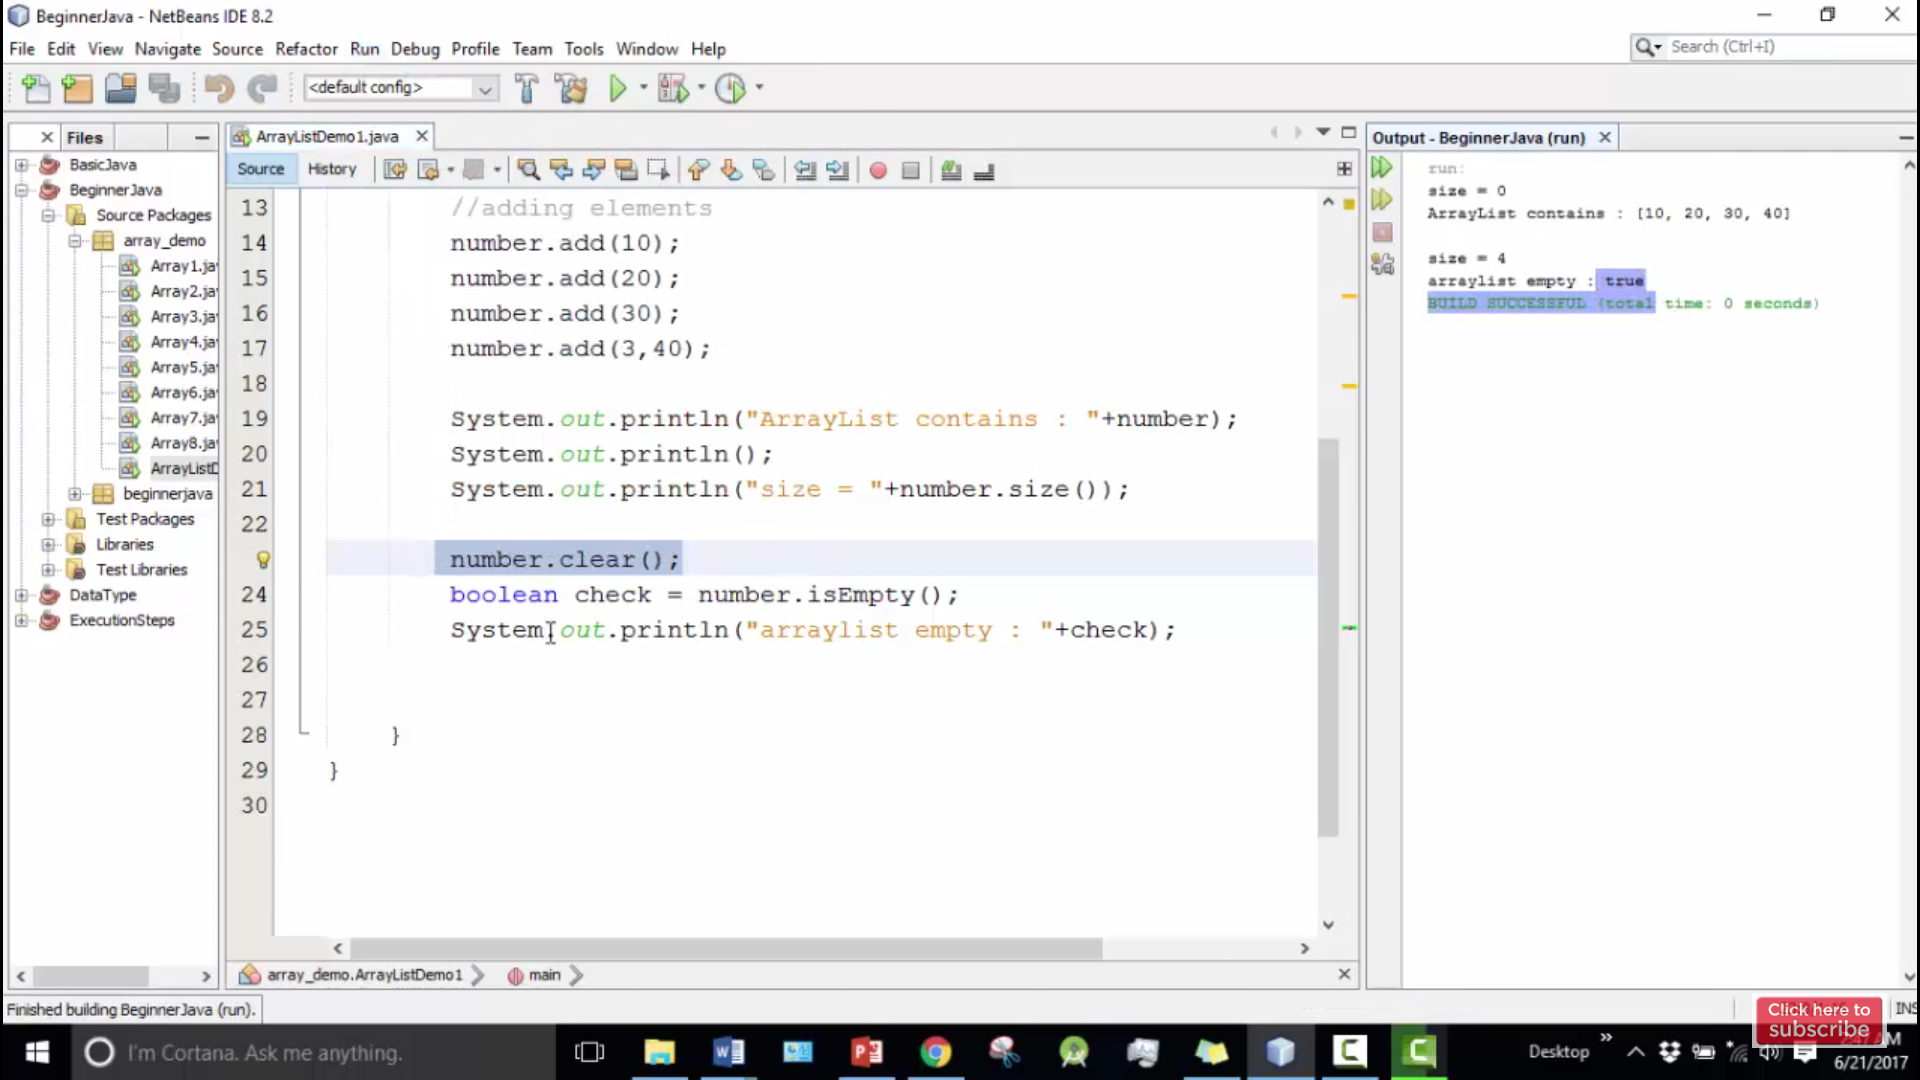 BeginnerJava - NetBeans IDE 8.2
File Edit View Navigate Source Refactor Run Debug Profile Team Tools Window Help
Search (Ctrl+I)
<default config>
Files
BasicJava
BeginnerJava
Source Packages
array_demo
Array1.ja
Array2.ja
Array3.ja
Array4.ja
Array5.ja
Array6.ja
Array7.ja
Array8.ja
ArrayListD
beginnerjava
Test Packages
Libraries
Test Libraries
DataType
ExecutionSteps
ArrayListDemo1.java
Source History
13 //adding elements
14 number.add(10);
15 number.add(20);
16 number.add(30);
17 number.add(3,40);
18
19 System.out.println("ArrayList contains : "+number);
20 System.out.println();
21 System.out.println("size = "+number.size());
22
number.clear();
24 boolean check = number.isEmpty();
25 System.out.println("arraylist empty : "+check);
26
27
28 }
29 }
30
array_demo.ArrayListDemo1 main
Output - BeginnerJava (run)
run:
size = 0
ArrayList contains : [10, 20, 30, 40]
size = 4
arraylist empty : true
BUILD SUCCESSFUL (total time: 0 seconds)
Finished building BeginnerJava (run).
INS
Click here to
subscribe
I'm Cortana. Ask me anything.
Desktop
6/21/2017